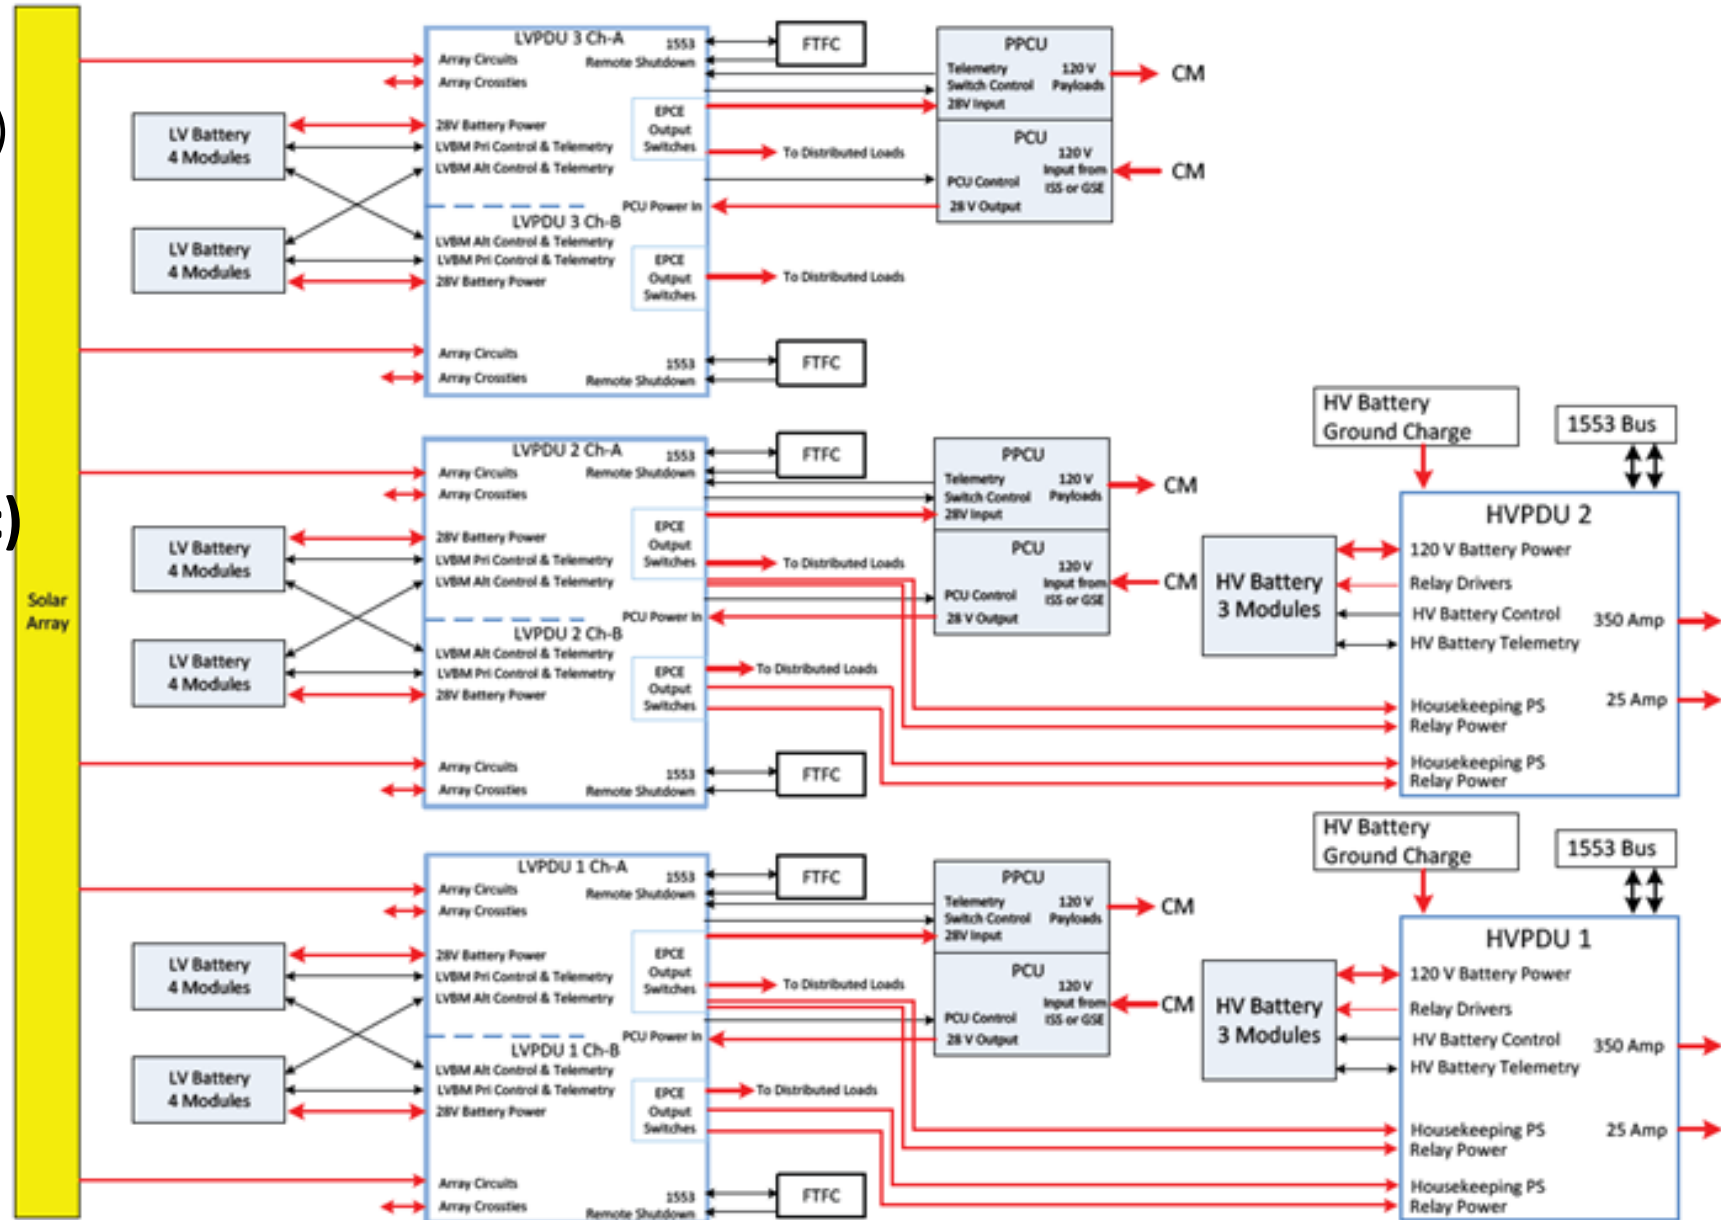 )
:)
Solar
Array
LVPDU 3 Ch-A
1553
Remote Shutdown
Array Circuits
Array Crossties
28V Battery Power
LVBM Pri Control & Telemetry
LVBM Alt Control & Telemetry
EPCE
Output
Switches
PCU Power In
LVPDU 3 Ch-B
LVBM Alt Control & Telemetry
LVBM Pri Control & Telemetry
28V Battery Power
EPCE
Output
Switches
Array Circuits
Array Crossties
1553
Remote Shutdown
LV Battery
4 Modules
LV Battery
4 Modules
FTFC
FTFC
To Distributed Loads
To Distributed Loads
PPCU
Telemetry
Switch Control
28V Input
120 V
Payloads
CM
PCU
120 V
Input from
ISS or GSE
PCU Control
28 V Output
CM
LVPDU 2 Ch-A
1553
Remote Shutdown
Array Circuits
Array Crossties
28V Battery Power
LVBM Pri Control & Telemetry
LVBM Alt Control & Telemetry
EPCE
Output
Switches
PCU Power In
LVPDU 2 Ch-B
LVBM Alt Control & Telemetry
LVBM Pri Control & Telemetry
28V Battery Power
EPCE
Output
Switches
Array Circuits
Array Crossties
1553
Remote Shutdown
LV Battery
4 Modules
LV Battery
4 Modules
FTFC
FTFC
To Distributed Loads
To Distributed Loads
PPCU
Telemetry
Switch Control
28V Input
120 V
Payloads
CM
PCU
120 V
Input from
ISS or GSE
PCU Control
28 V Output
CM
HV Battery
Ground Charge
1553 Bus
HVPDU 2
HV Battery
3 Modules
120 V Battery Power
Relay Drivers
HV Battery Control
HV Battery Telemetry
350 Amp
25 Amp
Housekeeping PS
Relay Power
Housekeeping PS
Relay Power
LVPDU 1 Ch-A
1553
Remote Shutdown
Array Circuits
Array Crossties
28V Battery Power
LVBM Pri Control & Telemetry
LVBM Alt Control & Telemetry
EPCE
Output
Switches
PCU Power In
LVPDU 1 Ch-B
LVBM Alt Control & Telemetry
LVBM Pri Control & Telemetry
28V Battery Power
EPCE
Output
Switches
Array Circuits
Array Crossties
1553
Remote Shutdown
LV Battery
4 Modules
LV Battery
4 Modules
FTFC
FTFC
To Distributed Loads
To Distributed Loads
PPCU
Telemetry
Switch Control
28V Input
120 V
Payloads
CM
PCU
120 V
Input from
ISS or GSE
PCU Control
28 V Output
CM
HV Battery
Ground Charge
1553 Bus
HVPDU 1
HV Battery
3 Modules
120 V Battery Power
Relay Drivers
HV Battery Control
HV Battery Telemetry
350 Amp
25 Amp
Housekeeping PS
Relay Power
Housekeeping PS
Relay Power